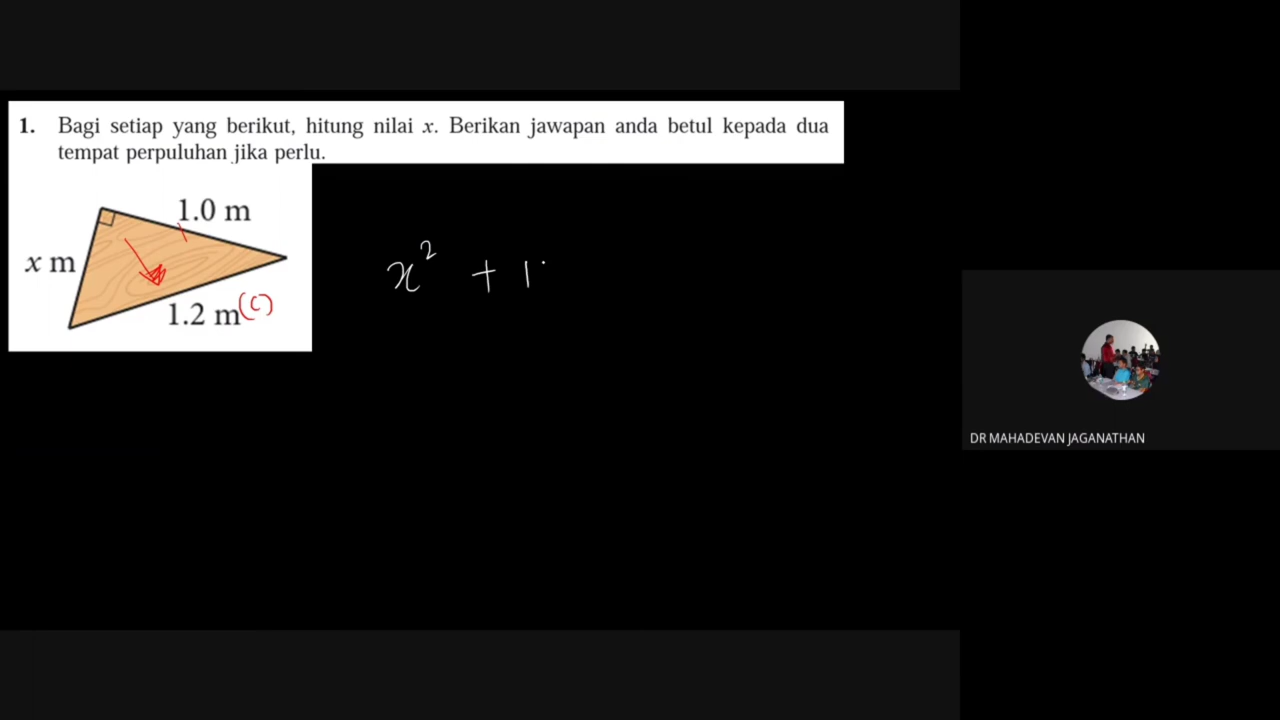 1. Bagi setiap yang berikut, hitung nilai x. Berikan jawapan anda betul kepada dua
tempat perpuluhan jika perlu.
1.0 m
x m
1.2 m (c)
x² + 1.
DR MAHADEVAN JAGANATHAN